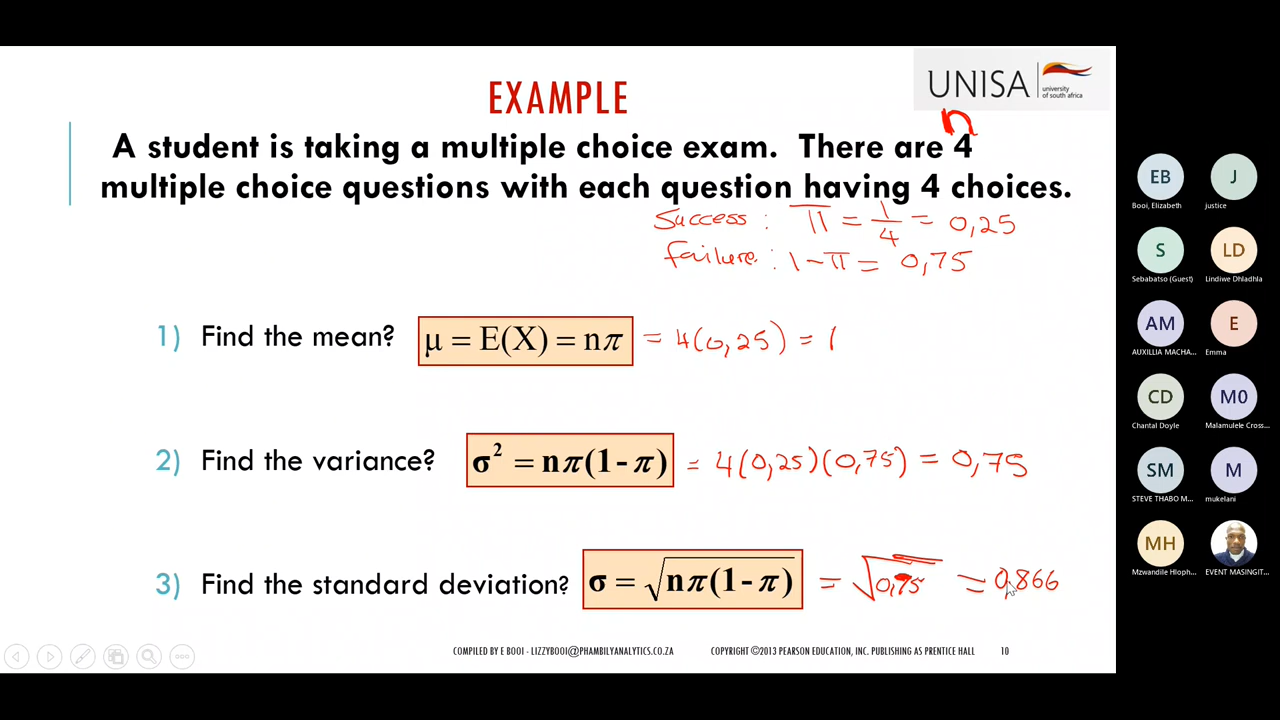 UNISA university of south africa
EXAMPLE
n
A student is taking a multiple choice exam. There are 4
multiple choice questions with each question having 4 choices.
Success : π = 1/4 = 0,25
failure : 1-π = 0,75
1) Find the mean? μ = E(X) = nπ = 4(0,25) = 1
2) Find the variance? σ² = nπ(1-π) = 4(0,25)(0,75) = 0,75
3) Find the standard deviation? σ = √nπ(1-π) = √0,75 = 0,866
COMPILED BY E BOOI - LIZZYBOOI@PHAMBILYANALYTICS.CO.ZA COPYRIGHT ©2013 PEARSON EDUCATION, INC. PUBLISHING AS PRENTICE HALL 10
EB J
Booi, Elizabeth justice
S LD
Sebabatso (Guest) Lindiwe Dhladhla
AM E
AUXILLIA MACHA... Emma
CD M0
Chantal Doyle Malamulele Cross...
SM M
STEVE THABO M... mukelani
MH
Mzwandile Hloph... EVENT MASINGIT...